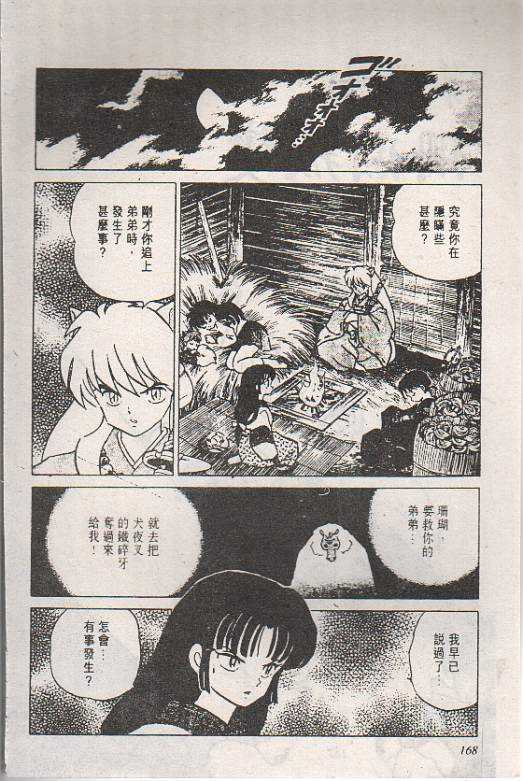 ゴォォォ…
究竟你在
隱瞞些
甚麼？
剛才你追上
弟弟時，
發生了
甚麼事？
珊瑚，
要救你的
弟弟…
就去把
犬夜叉
的鐵碎牙
奪過來
給我！
我早已
說過了…
怎會…
有事發生？
168